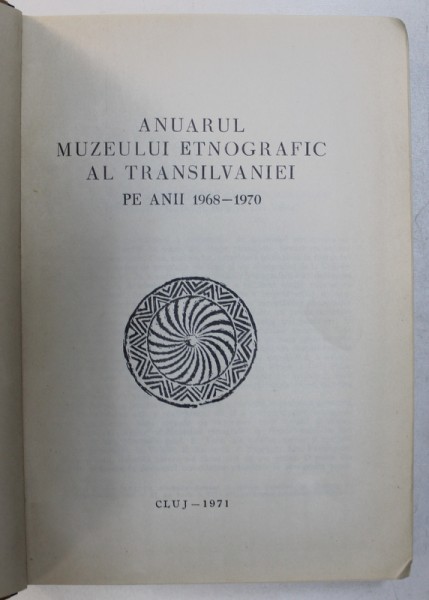 ANUARUL
MUZEULUI ETNOGRAFIC
AL TRANSILVANIEI
PE ANII 1968—1970
CLUJ—1971